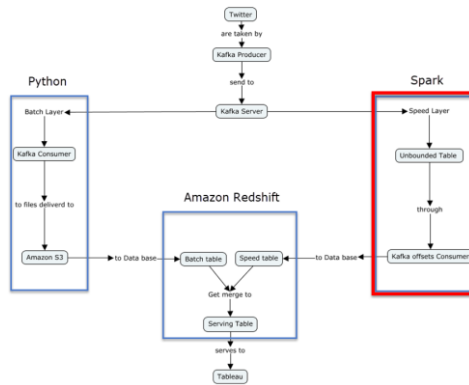 Twitter
are taken by
Kafka Producer
send to
Kafka Server
Python
Batch Layer
Kafka Consumer
to files deliverd to
Amazon S3
to Data base
Amazon Redshift
Batch table
Speed table
Get merge to
Serving Table
serves to
Tableau
Spark
Speed Layer
Unbounded Table
through
Kafka offsets Consumer
to Data base